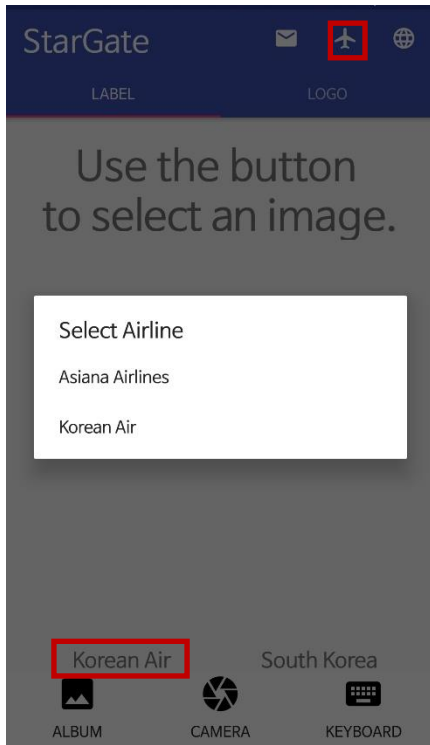 StarGate
LABEL LOGO
Use the button
to select an image.
Select Airline
Asiana Airlines
Korean Air
Korean Air South Korea
ALBUM CAMERA KEYBOARD